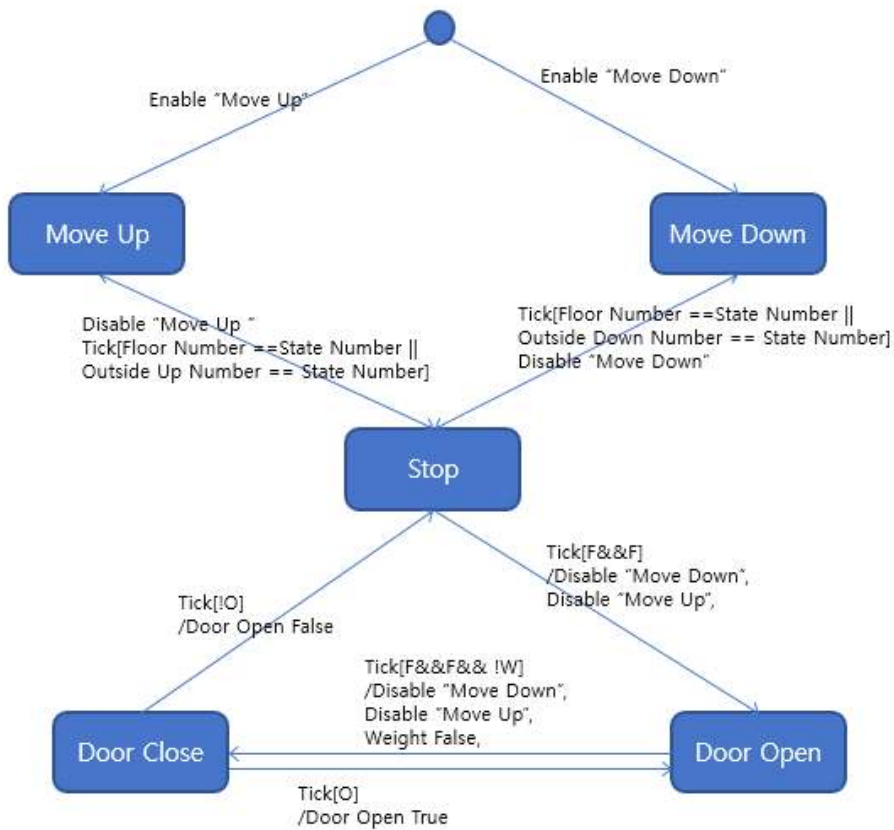 Enable “Move Up”
Enable “Move Down”
Move Up
Move Down
Disable “Move Up ”
Tick[Floor Number ==State Number ||
Outside Up Number == State Number]
Tick[Floor Number ==State Number ||
Outside Down Number == State Number]
Disable “Move Down”
Stop
Tick[!O]
/Door Open False
Tick[F&&F]
/Disable “Move Down”,
Disable “Move Up”,
Tick[F&&F&& !W]
/Disable “Move Down”,
Disable “Move Up”,
Weight False,
Door Close
Door Open
Tick[O]
/Door Open True